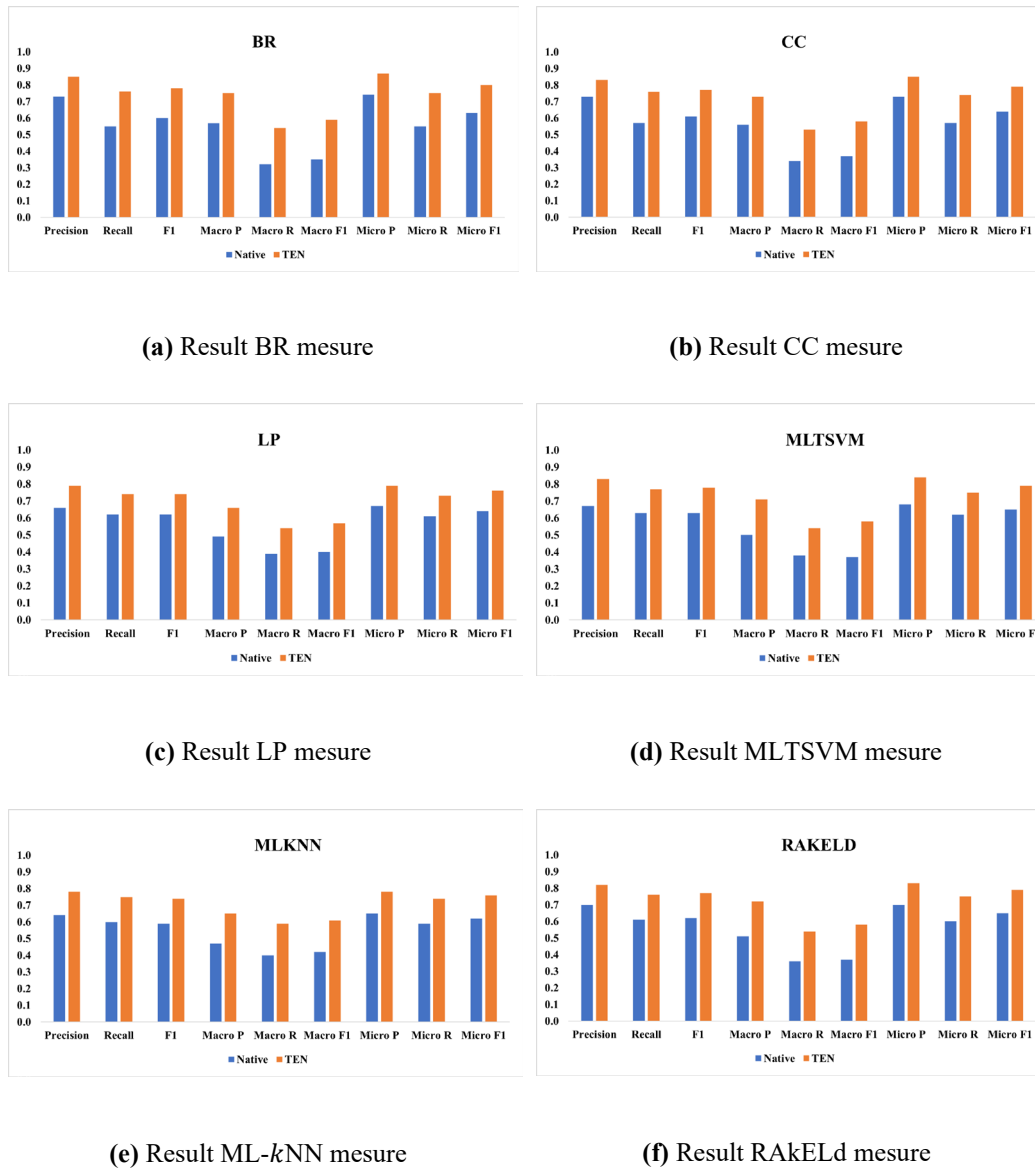 BR
1.0
0.9
0.8
0.7
0.6
0.5
0.4
0.3
0.2
0.1
0.0
Precision Recall F1 Macro P Macro R Macro F1 Micro P Micro R Micro F1
Native TEN
(a) Result BR mesure
CC
1.0
0.9
0.8
0.7
0.6
0.5
0.4
0.3
0.2
0.1
0.0
Precision Recall F1 Macro P Macro R Macro F1 Micro P Micro R Micro F1
Native TEN
(b) Result CC mesure
LP
1.0
0.9
0.8
0.7
0.6
0.5
0.4
0.3
0.2
0.1
0.0
Precision Recall F1 Macro P Macro R Macro F1 Micro P Micro R Micro F1
Native TEN
(c) Result LP mesure
MLTSVM
1.0
0.9
0.8
0.7
0.6
0.5
0.4
0.3
0.2
0.1
0.0
Precision Recall F1 Macro P Macro R Macro F1 Micro P Micro R Micro F
Native TEN
(d) Result MLTSVM mesure
MLKNN
1.0
0.9
0.8
0.7
0.6
0.5
0.4
0.3
0.2
0.1
0.0
Precision Recall F1 Macro P Macro R Macro F1 Micro P Micro R Micro F1
Native TEN
(e) Result ML-kNN mesure
RAKELD
1.0
0.9
0.8
0.7
0.6
0.5
0.4
0.3
0.2
0.1
0.0
Precision Recall F1 Macro P Macro R Macro F1 Micro P Micro R Micro F1
Native TEN
(f) Result RAkELd mesure